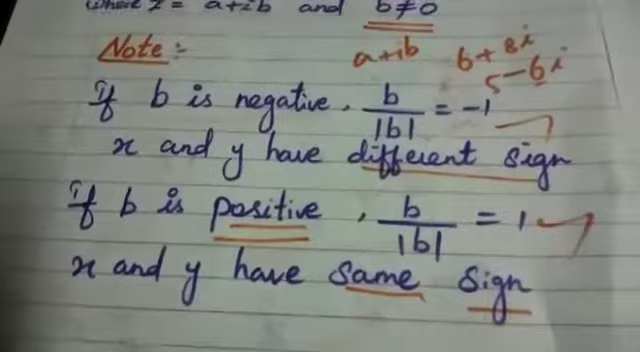 where z = a+ib and b≠0
Note:-
a+ib
6+8i
5-6i
if b is negative, b/|b| = -1
x and y have different sign
if b is positive, b/|b| = 1
x and y have same sign